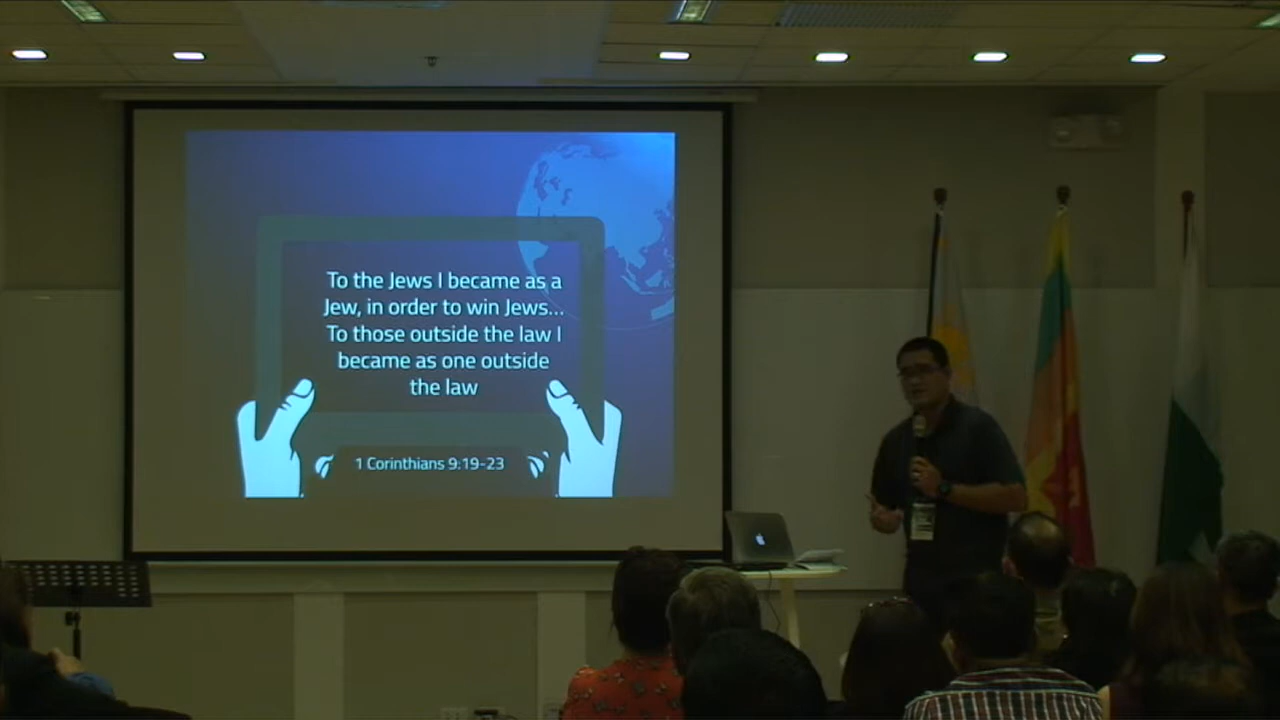 To the Jews I became as a
Jew, in order to win Jews...
To those outside the law I
became as one outside
the law
1 Corinthians 9:19-23